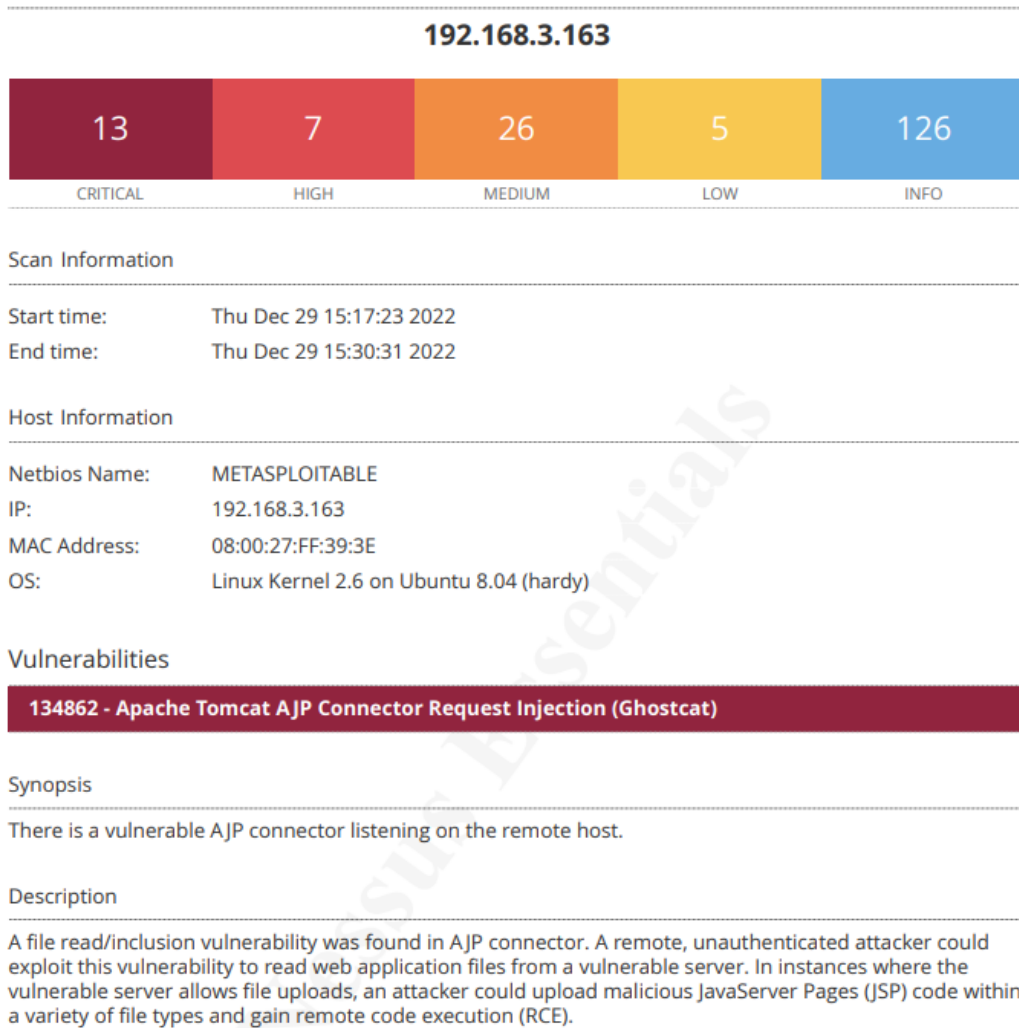 192.168.3.163
13 7 26 5 126
CRITICAL HIGH MEDIUM LOW INFO
Scan Information
Start time: Thu Dec 29 15:17:23 2022
End time: Thu Dec 29 15:30:31 2022
Host Information
Netbios Name: METASPLOITABLE
IP: 192.168.3.163
MAC Address: 08:00:27:FF:39:3E
OS: Linux Kernel 2.6 on Ubuntu 8.04 (hardy)
Vulnerabilities
134862 - Apache Tomcat AJP Connector Request Injection (Ghostcat)
Synopsis
There is a vulnerable AJP connector listening on the remote host.
Description
A file read/inclusion vulnerability was found in AJP connector. A remote, unauthenticated attacker could
exploit this vulnerability to read web application files from a vulnerable server. In instances where the
vulnerable server allows file uploads, an attacker could upload malicious JavaServer Pages (JSP) code within
a variety of file types and gain remote code execution (RCE).
essus Essentials